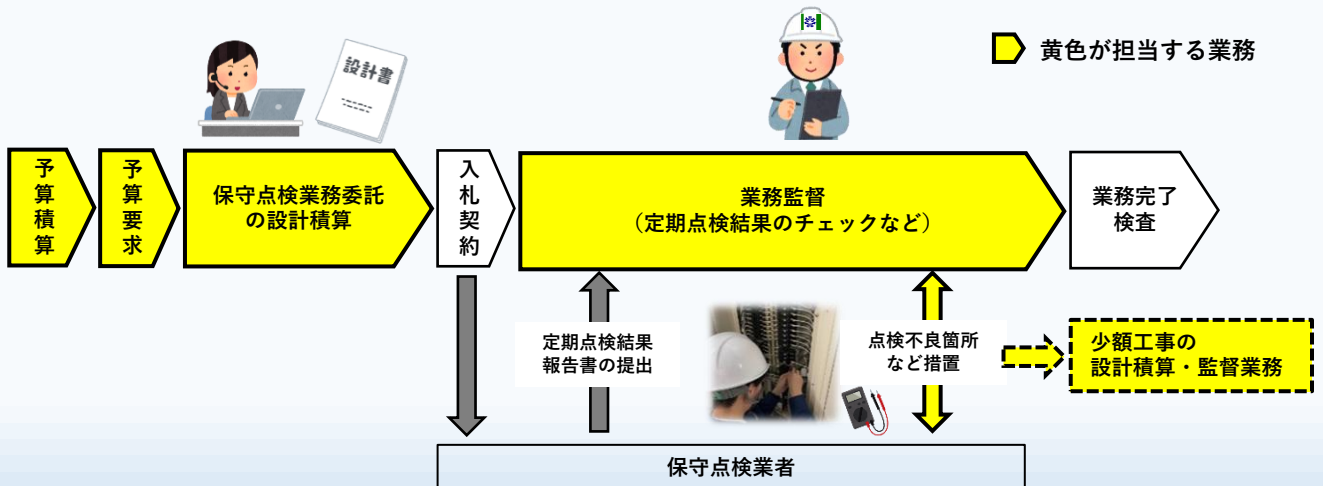 設計書
黄色が担当する業務
予算積算
予算要求
保守点検業務委託
の設計積算
入札契約
業務監督
（定期点検結果のチェックなど）
業務完了
検査
定期点検結果
報告書の提出
点検不良箇所
など措置
少額工事の
設計積算・監督業務
保守点検業者